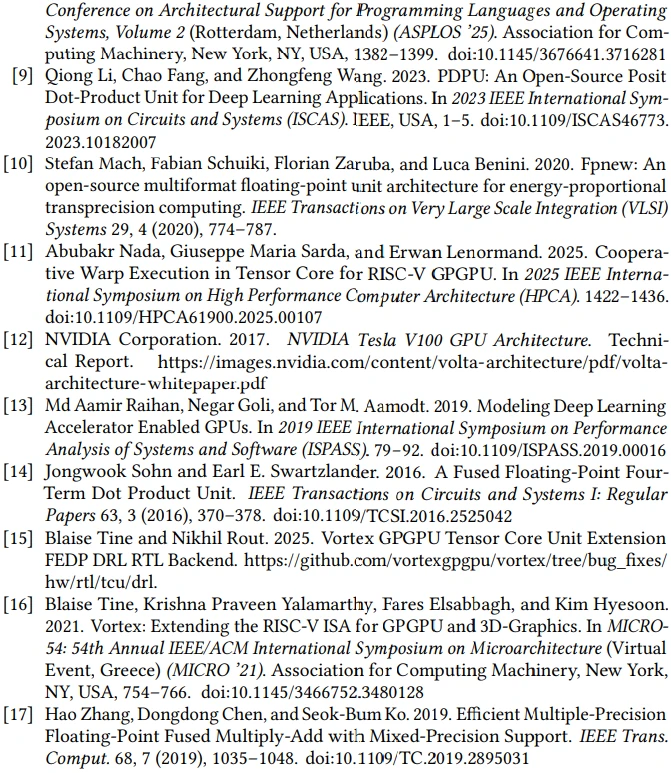 Conference on Architectural Support for Programming Languages and Operating
Systems, Volume 2 (Rotterdam, Netherlands) (ASPLOS ’25). Association for Com-
puting Machinery, New York, NY, USA, 1382–1399. doi:10.1145/3676641.3716281
[9] Qiong Li, Chao Fang, and Zhongfeng Wang. 2023. PDPU: An Open-Source Posit
Dot-Product Unit for Deep Learning Applications. In 2023 IEEE International Sym-
posium on Circuits and Systems (ISCAS). IEEE, USA, 1–5. doi:10.1109/ISCAS46773.
2023.10182007
[10] Stefan Mach, Fabian Schuiki, Florian Zaruba, and Luca Benini. 2020. Fpnew: An
open-source multiformat floating-point unit architecture for energy-proportional
transprecision computing. IEEE Transactions on Very Large Scale Integration (VLSI)
Systems 29, 4 (2020), 774–787.
[11] Abubakr Nada, Giuseppe Maria Sarda, and Erwan Lenormand. 2025. Coopera-
tive Warp Execution in Tensor Core for RISC-V GPGPU. In 2025 IEEE Interna-
tional Symposium on High Performance Computer Architecture (HPCA). 1422–1436.
doi:10.1109/HPCA61900.2025.00107
[12] NVIDIA Corporation. 2017. NVIDIA Tesla V100 GPU Architecture. Techni-
cal Report. https://images.nvidia.com/content/volta-architecture/pdf/volta-
architecture-whitepaper.pdf
[13] Md Aamir Raihan, Negar Goli, and Tor M. Aamodt. 2019. Modeling Deep Learning
Accelerator Enabled GPUs. In 2019 IEEE International Symposium on Performance
Analysis of Systems and Software (ISPASS). 79–92. doi:10.1109/ISPASS.2019.00016
[14] Jongwook Sohn and Earl E. Swartzlander. 2016. A Fused Floating-Point Four-
Term Dot Product Unit. IEEE Transactions on Circuits and Systems I: Regular
Papers 63, 3 (2016), 370–378. doi:10.1109/TCSI.2016.2525042
[15] Blaise Tine and Nikhil Rout. 2025. Vortex GPGPU Tensor Core Unit Extension
FEDP DRL RTL Backend. https://github.com/vortexgpgpu/vortex/tree/bug_fixes/
hw/rtl/tcu/drl.
[16] Blaise Tine, Krishna Praveen Yalamarthy, Fares Elsabbagh, and Kim Hyesoon.
2021. Vortex: Extending the RISC-V ISA for GPGPU and 3D-Graphics. In MICRO-
54: 54th Annual IEEE/ACM International Symposium on Microarchitecture (Virtual
Event, Greece) (MICRO ’21). Association for Computing Machinery, New York,
NY, USA, 754–766. doi:10.1145/3466752.3480128
[17] Hao Zhang, Dongdong Chen, and Seok-Bum Ko. 2019. Efficient Multiple-Precision
Floating-Point Fused Multiply-Add with Mixed-Precision Support. IEEE Trans.
Comput. 68, 7 (2019), 1035–1048. doi:10.1109/TC.2019.2895031